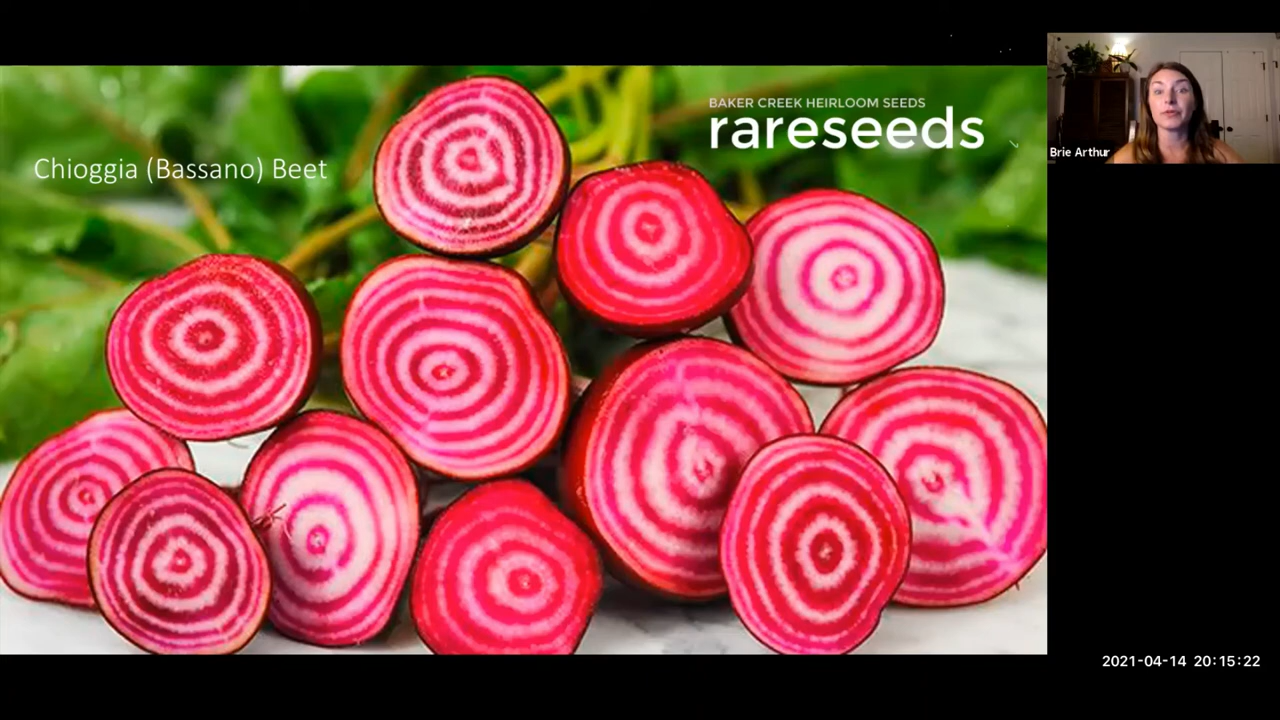 Chioggia (Bassano) Beet
BAKER CREEK HEIRLOOM SEEDS
rareseeds
Brie Arthur
2021-04-14 20:15:22